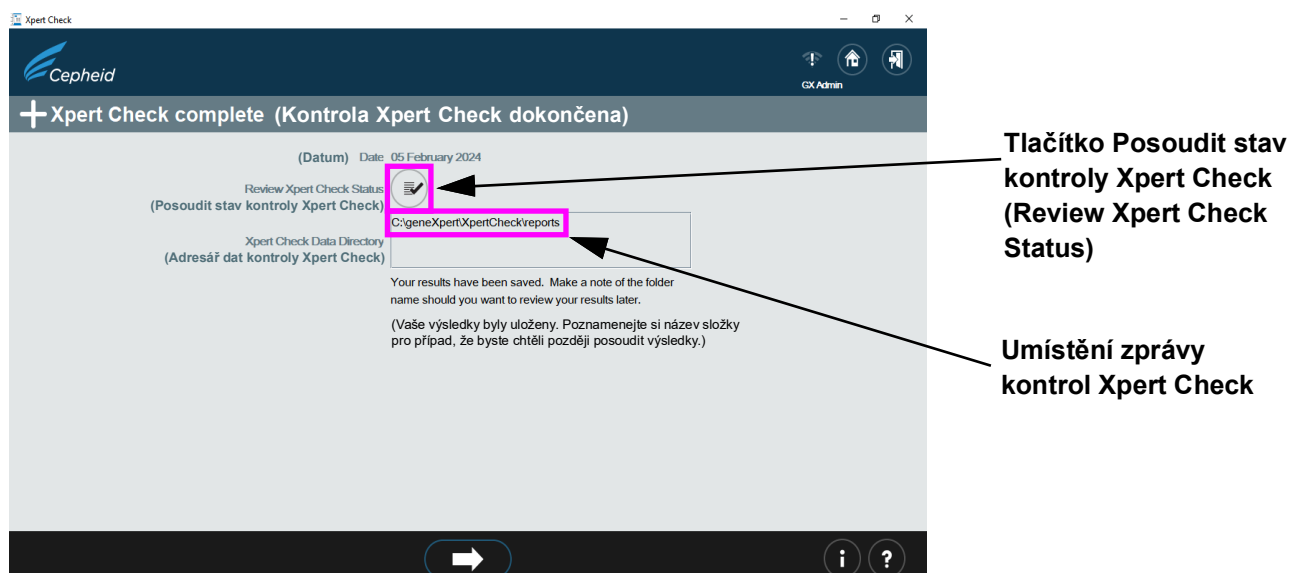 Xpert Check
Cepheid
GX Admin
Xpert Check complete (Kontrola Xpert Check dokončena)
(Datum) Date 05 February 2024
Review Xpert Check Status
(Posoudit stav kontroly Xpert Check)
C:\geneXpert\XpertCheck\reports
Xpert Check Data Directory
(Adresář dat kontroly Xpert Check)
Your results have been saved. Make a note of the folder
name should you want to review your results later.
(Vaše výsledky byly uloženy. Poznamenejte si název složky
pro případ, že byste chtěli později posoudit výsledky.)
i ?
Tlačítko Posoudit stav
kontroly Xpert Check
(Review Xpert Check
Status)
Umístění zprávy
kontrol Xpert Check